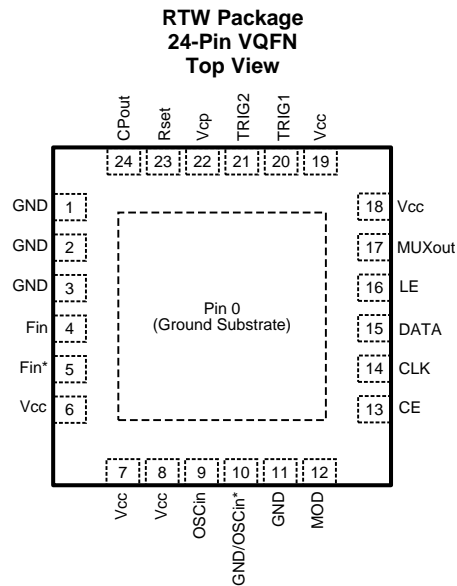 RTW Package
24-Pin VQFN
Top View
CPout
Rset
Vcp
TRIG2
TRIG1
Vcc
24 23 22 21 20 19
GND 1
GND 2
GND 3
Fin 4
Fin* 5
Vcc 6
Pin 0
(Ground Substrate)
18 Vcc
17 MUXout
16 LE
15 DATA
14 CLK
13 CE
7 8 9 10 11 12
Vcc
Vcc
OSCin
GND/OSCin*
GND
MOD